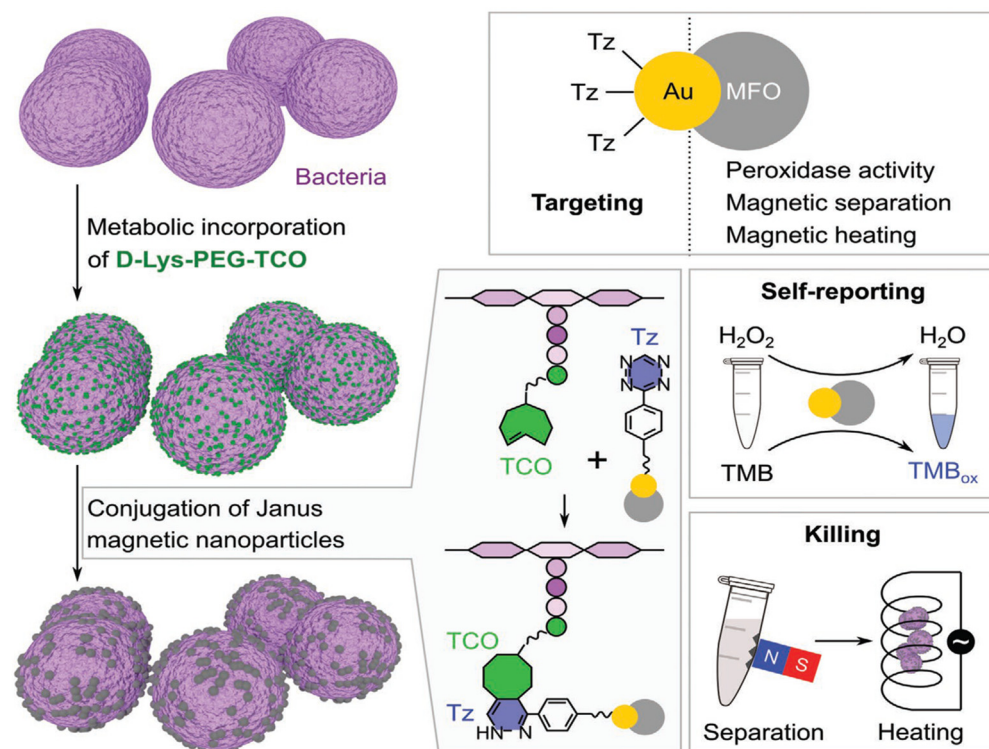 Bacteria
Metabolic incorporation
of D-Lys-PEG-TCO
Conjugation of Janus
magnetic nanoparticles
Tz
Tz
Tz
Au
MFO
Targeting
Peroxidase activity
Magnetic separation
Magnetic heating
Tz
N
N
N
N
TCO
+
TCO
Tz
HN
N
Self-reporting
H₂O₂
H₂O
TMB
TMBₒₓ
Killing
N
S
~
Separation
Heating